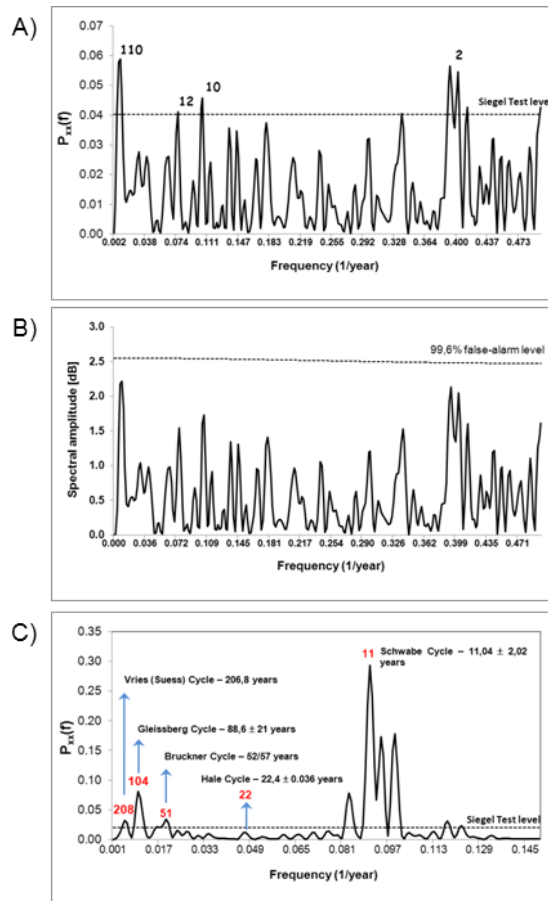 A)
0.07
0.06
0.05
0.04
0.03
0.02
0.01
0.00
Pxx(f)
110
12
10
2
Siegel Test level
0.002 0.038 0.074 0.111 0.147 0.183 0.219 0.255 0.292 0.328 0.364 0.400 0.437 0.473
Frequency (1/year)
B)
3.0
2.5
2.0
1.5
1.0
0.5
0.0
Spectral amplitude [dB]
99,6% false-alarm level
0.000 0.036 0.072 0.109 0.145 0.181 0.217 0.254 0.290 0.326 0.362 0.399 0.435 0.471
Frequency (1/year)
C)
0.35
0.30
0.25
0.20
0.15
0.10
0.05
0.00
Pxx(f)
11
Schwabe Cycle – 11,04 ± 2,02
years
Vries (Suess) Cycle – 206,8 years
Gleissberg Cycle – 88,6 ± 21 years
Bruckner Cycle – 52/57 years
Hale Cycle – 22,4 ± 0.036 years
208
104
51
22
Siegel Test level
0.001 0.017 0.033 0.049 0.065 0.081 0.097 0.113 0.129 0.145
Frequency (1/year)